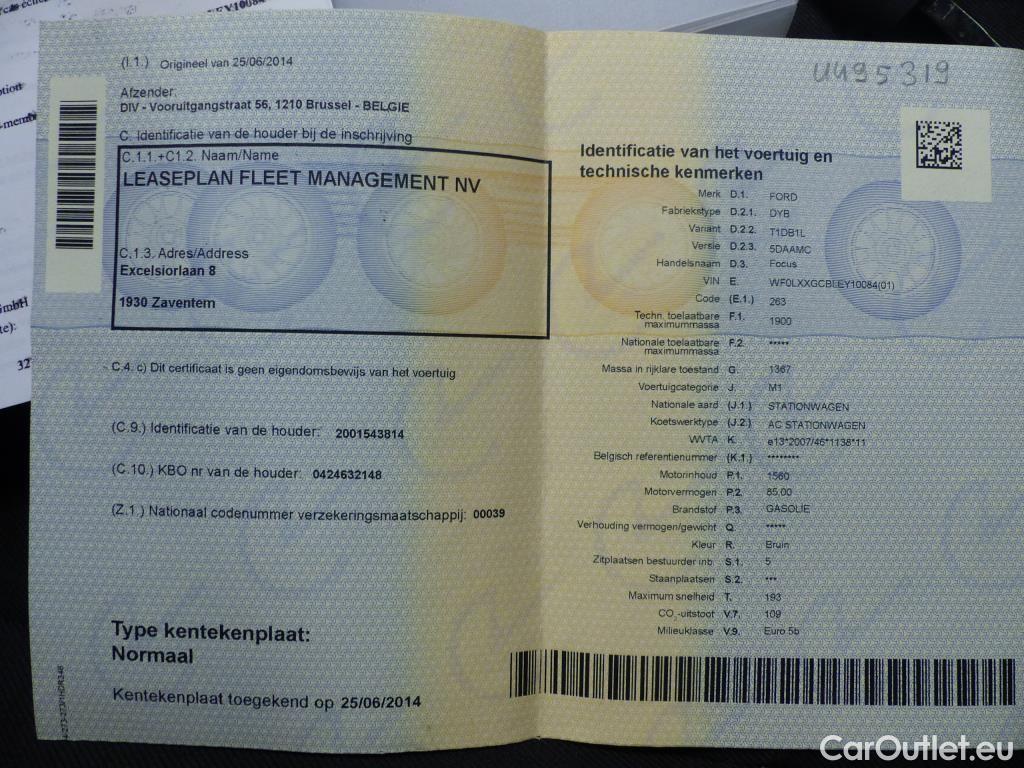 EY10084
(I.1.) Origineel van 25/06/2014
Afzender:
DIV - Vooruitgangstraat 56, 1210 Brussel - BELGIE
C. Identificatie van de houder bij de inschrijving
C.1.1.+C1.2. Naam/Name
LEASEPLAN FLEET MANAGEMENT NV
C.1.3. Adres/Address
Excelsiorlaan 8
1930 Zaventem
C.4. c) Dit certificaat is geen eigendomsbewijs van het voertuig
(C.9.) Identificatie van de houder: 2001543814
(C.10.) KBO nr van de houder: 0424632148
(Z.1.) Nationaal codenummer verzekeringsmaatschappij: 00039
Type kentekenplaat:
Normaal
Kentekenplaat toegekend op 25/06/2014
UU95319
Identificatie van het voertuig en
technische kenmerken
Merk D.1. FORD
Fabriekstype D.2.1. DYB
Variant D.2.2. T1DB1L
Versie D.2.3. 5DAAMC
Handelsnaam D.3. Focus
VIN E. WF0LXXGCBLEY10084(01)
Code (E.1.) 263
Techn. toelaatbare
maximummassa F.1. 1900
Nationale toelaatbare
maximummassa F.2. *****
Massa in rijklare toestand G. 1367
Voertuigcategorie J. M1
Nationale aard (J.1.) STATIONWAGEN
Koetswerktype (J.2.) AC STATIONWAGEN
WVTA K. e13*2007/46*1138*11
Belgisch referentienummer (K.1.) ********
Motorinhoud P.1. 1560
Motorvermogen P.2. 85,00
Brandstof P.3. GASOLIE
Verhouding vermogen/gewicht Q. *****
Kleur R. Bruin
Zitplaatsen bestuurder inb. S.1. 5
Staanplaatsen S.2. ***
Maximum snelheid T. 193
CO₂-uitstoot V.7. 109
Milieuklasse V.9. Euro 5b
CarOutlet.eu